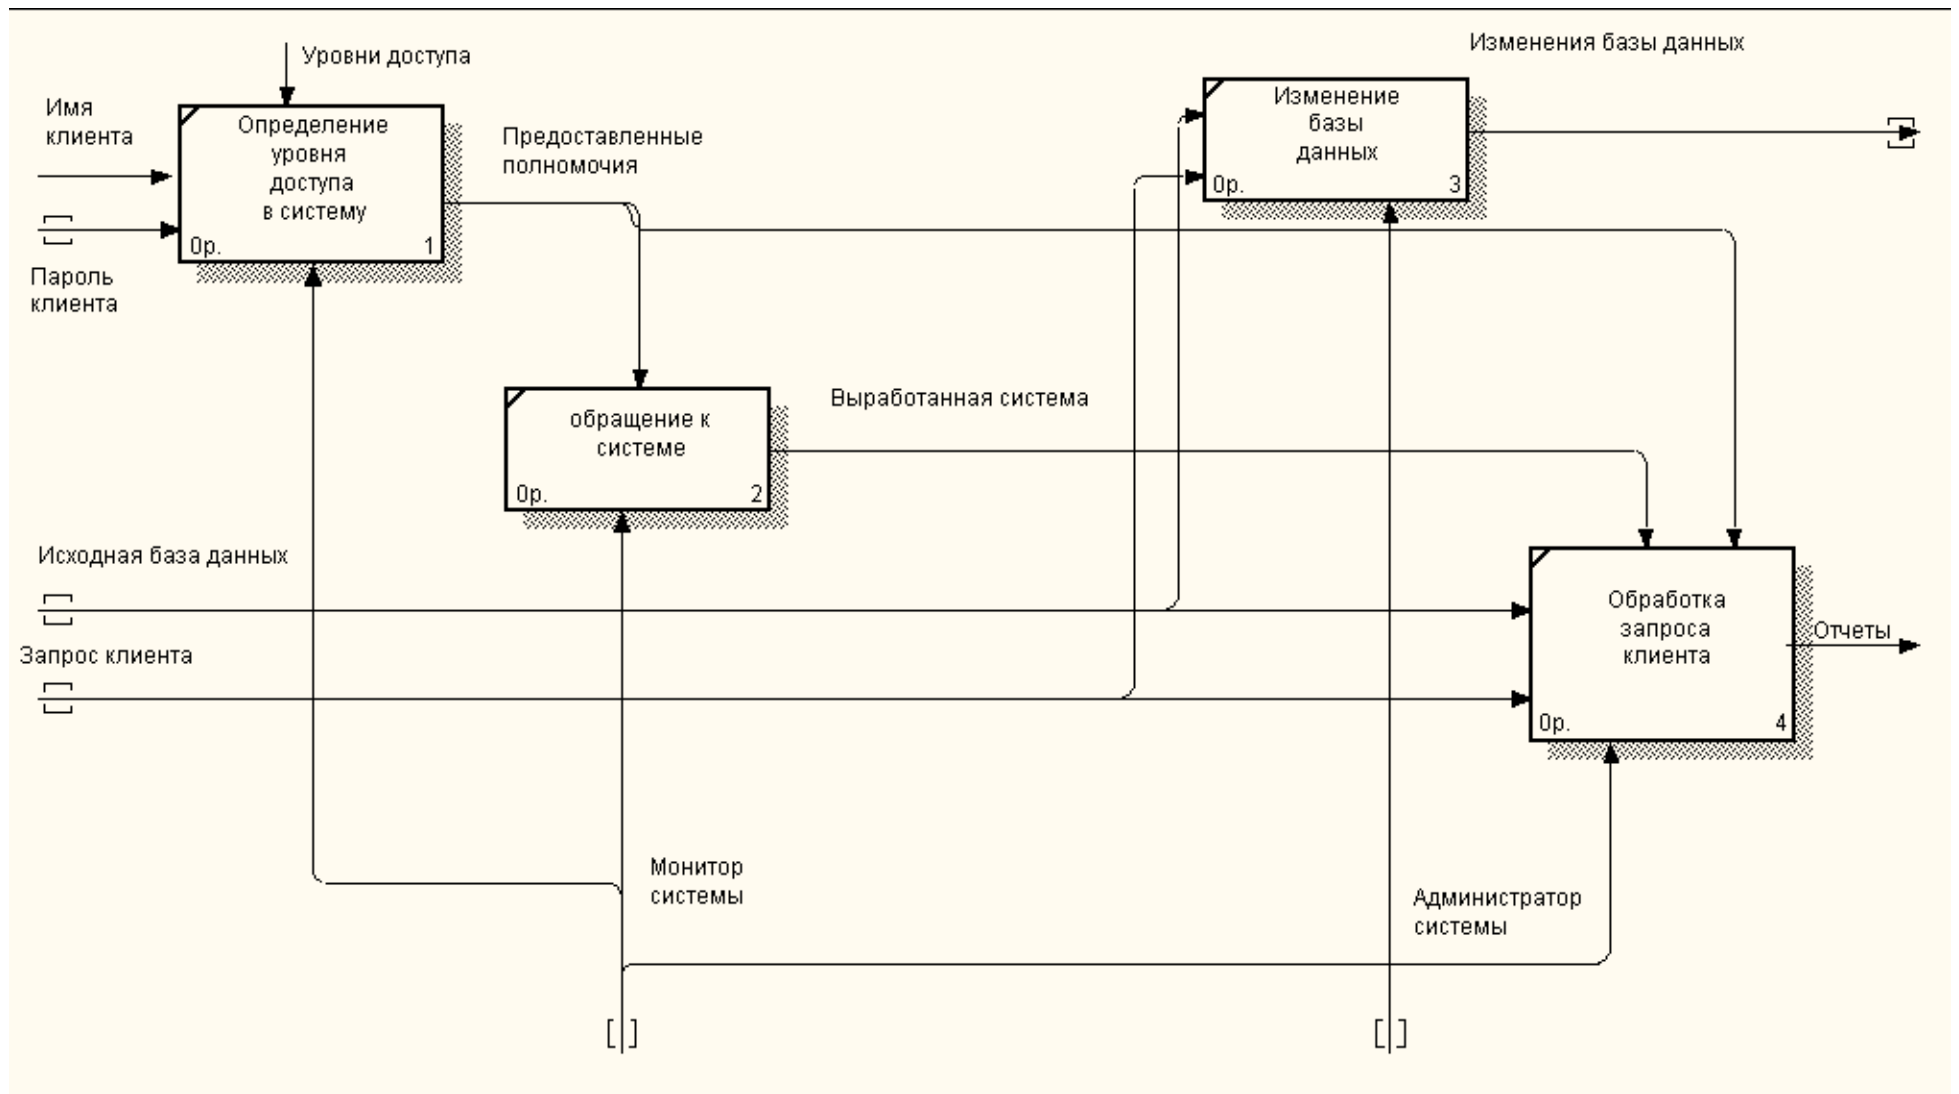 Уровни доступа
Изменения базы данных
Имя
клиента
Определение
уровня
доступа
в систему
0р.
1
Предоставленные
полномочия
Изменение
базы
данных
0р.
3
Пароль
клиента
обращение к
системе
0р.
2
Выработанная система
Исходная база данных
Запрос клиента
Обработка
запроса
клиента
0р.
4
Отчеты
Монитор
системы
Администратор
системы